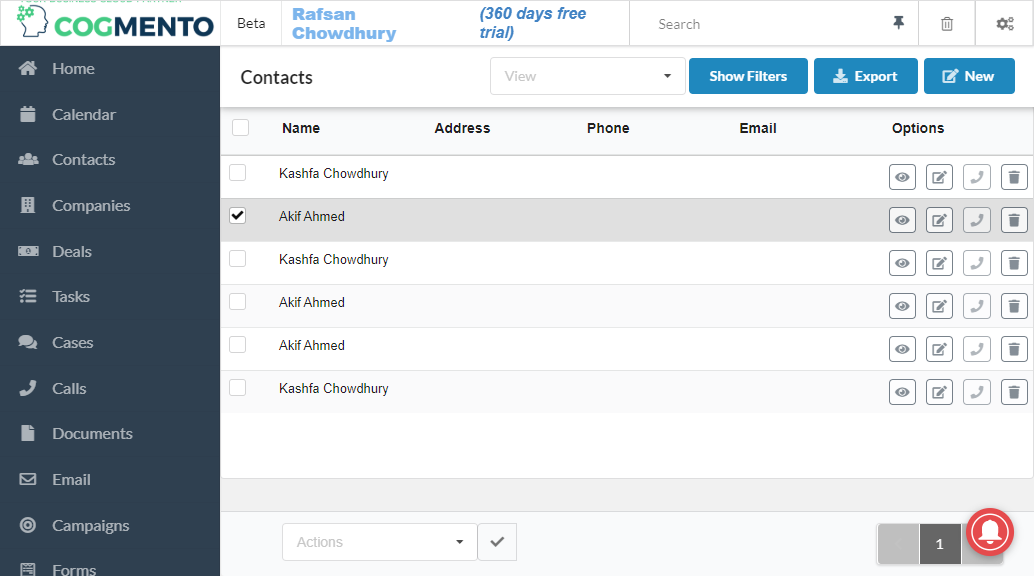 COGMENTO
Beta
Rafsan Chowdhury
(360 days free trial)
Search
Home
Calendar
Contacts
Companies
Deals
Tasks
Cases
Calls
Documents
Email
Campaigns
Forms
Contacts
View
Show Filters
Export
New
Name Address Phone Email Options
Kashfa Chowdhury
Akif Ahmed
Kashfa Chowdhury
Akif Ahmed
Akif Ahmed
Kashfa Chowdhury
Actions
1